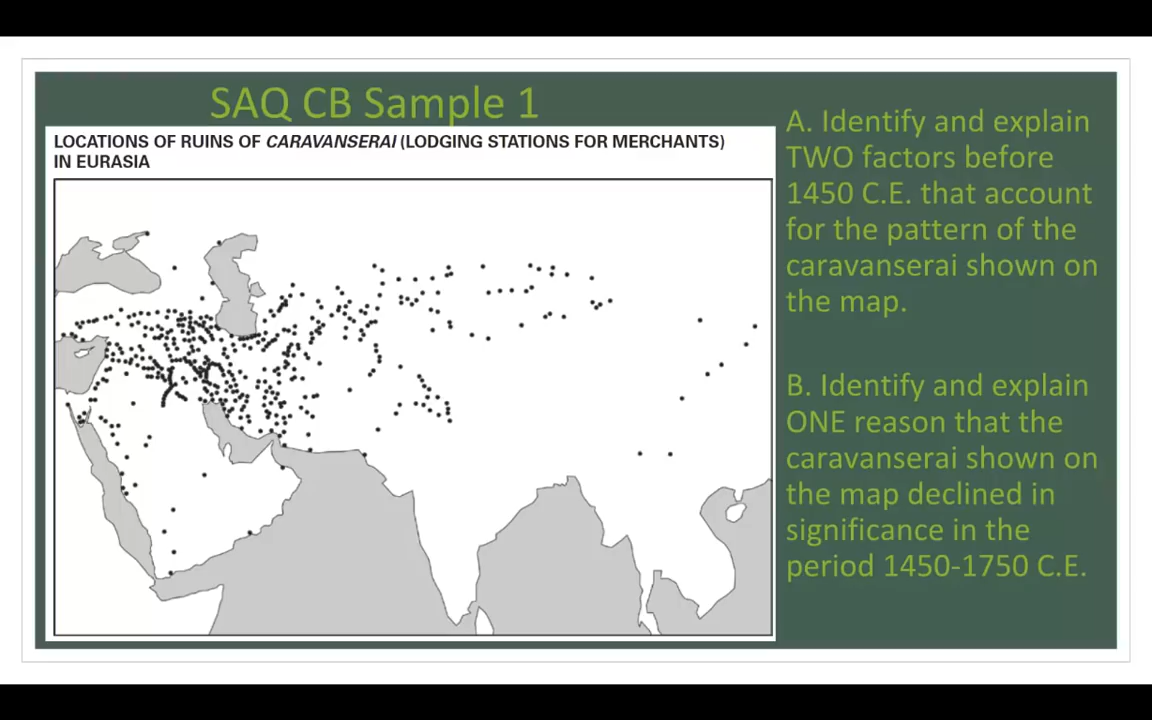 SAQ CB Sample 1
LOCATIONS OF RUINS OF CARAVANSERAI (LODGING STATIONS FOR MERCHANTS)
IN EURASIA
A. Identify and explain
TWO factors before
1450 C.E. that account
for the pattern of the
caravanserai shown on
the map.
B. Identify and explain
ONE reason that the
caravanserai shown on
the map declined in
significance in the
period 1450-1750 C.E.